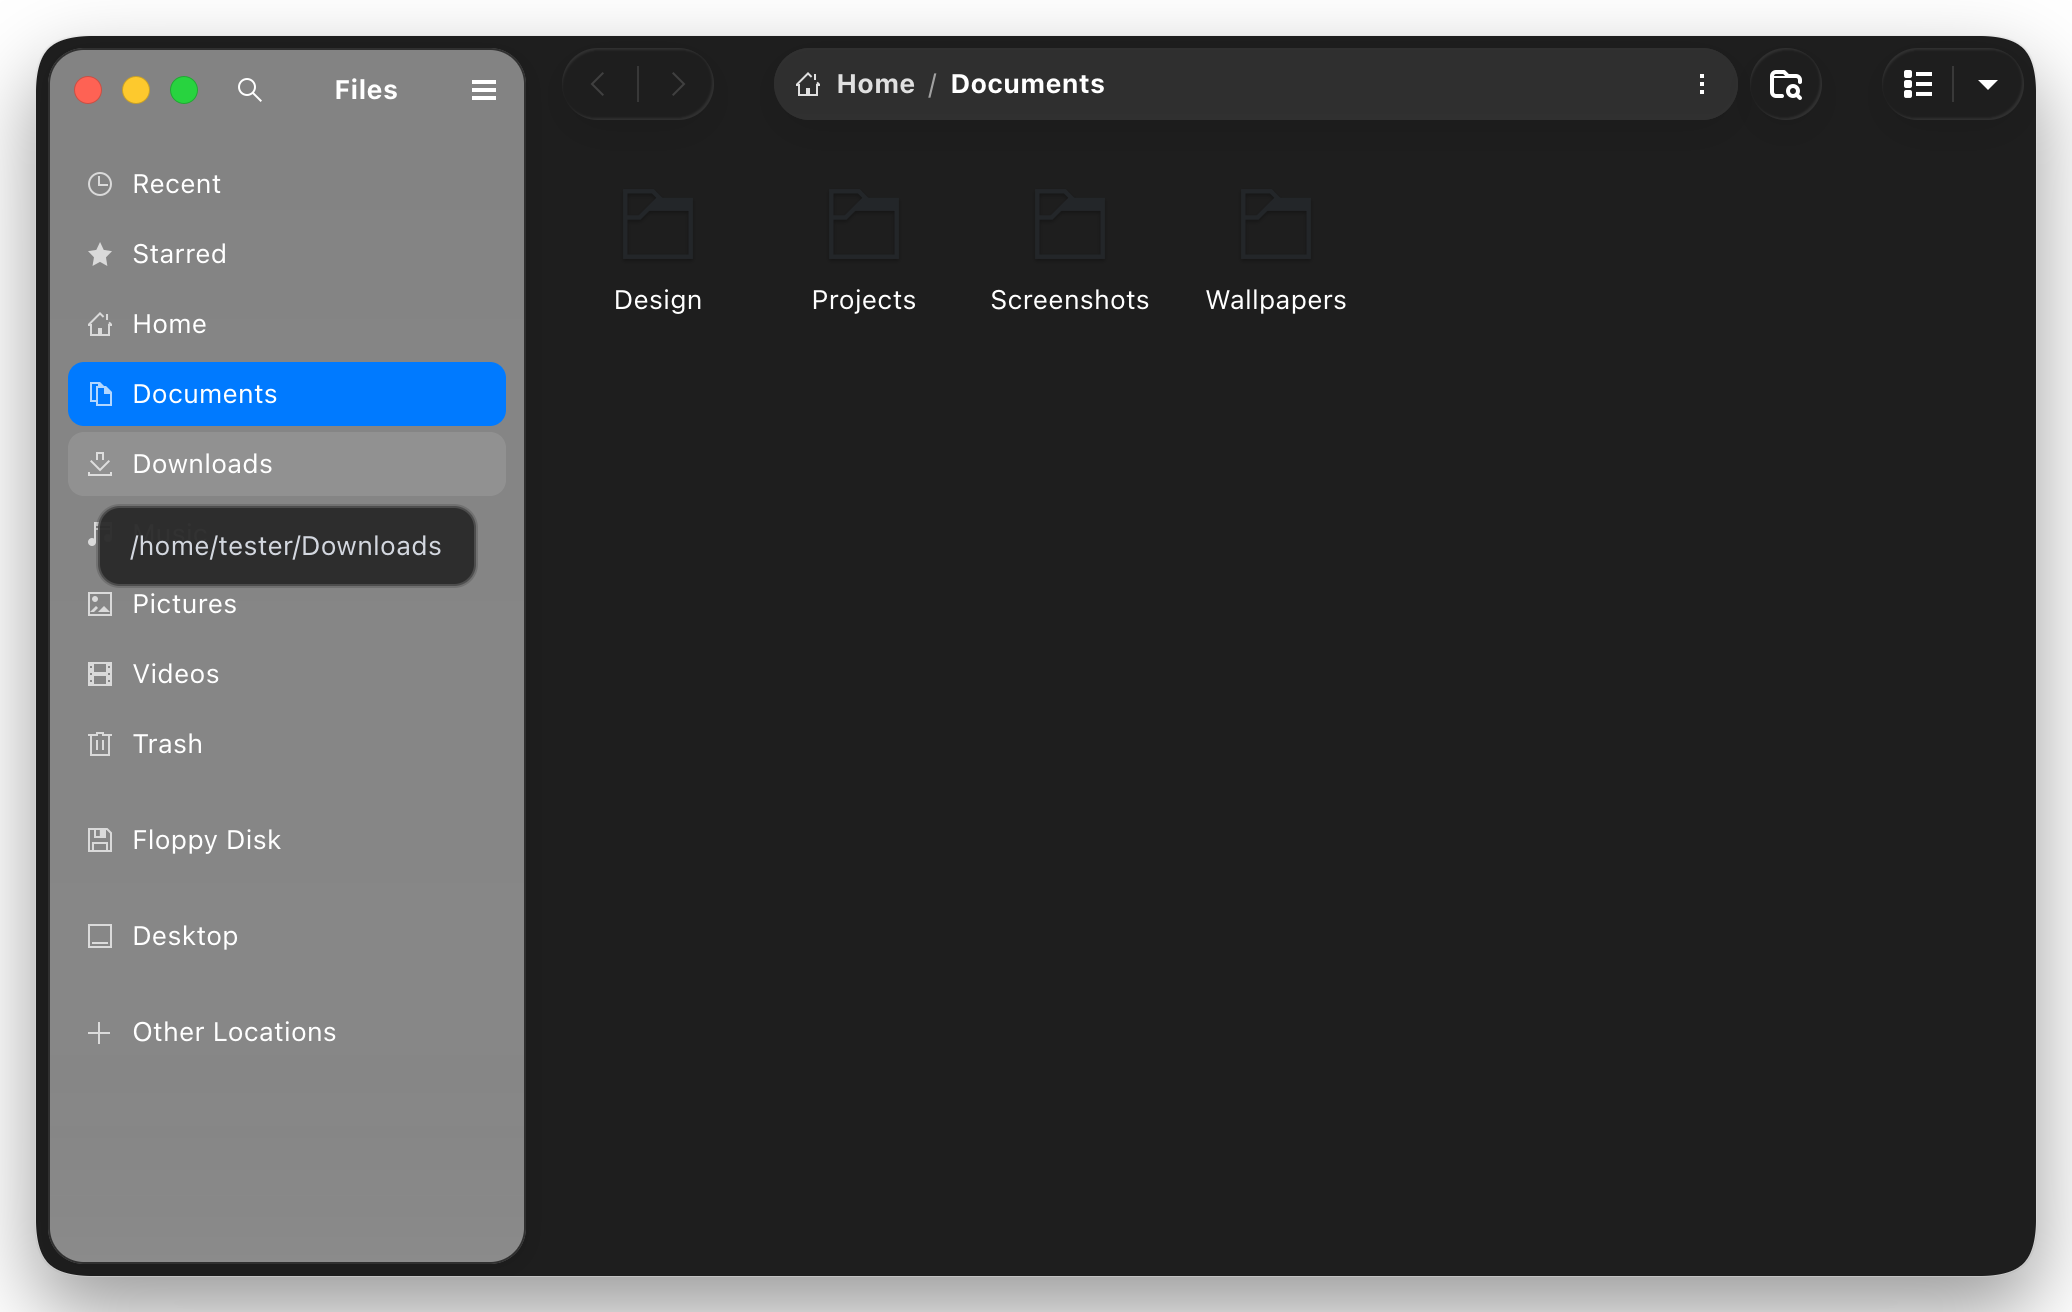 Files
Home / Documents
Recent
Starred
Home
Documents
Downloads
/home/tester/Downloads
Pictures
Videos
Trash
Floppy Disk
Desktop
Other Locations
Design
Projects
Screenshots
Wallpapers